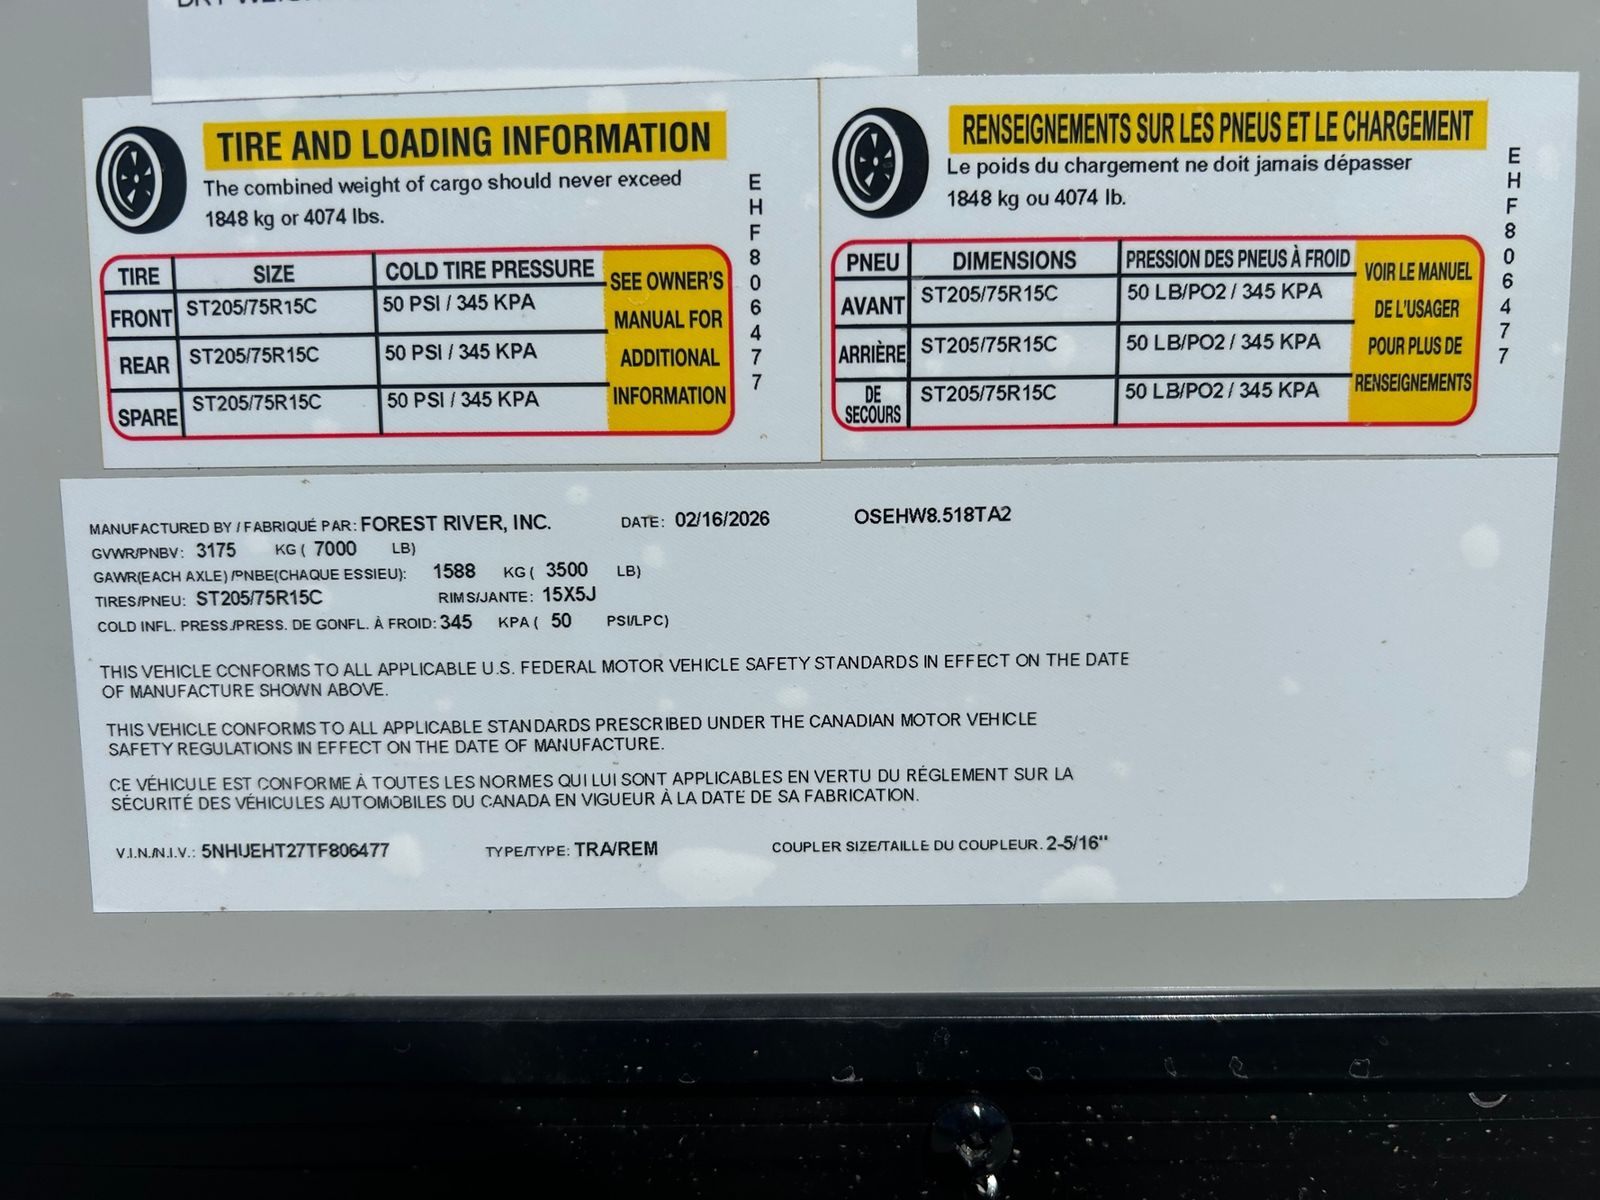 TIRE AND LOADING INFORMATION
The combined weight of cargo should never exceed
1848 kg or 4074 lbs.
TIRE SIZE COLD TIRE PRESSURE
FRONT ST205/75R15C 50 PSI / 345 KPA
REAR ST205/75R15C 50 PSI / 345 KPA
SPARE ST205/75R15C 50 PSI / 345 KPA
SEE OWNER'S
MANUAL FOR
ADDITIONAL
INFORMATION
EHF806477
RENSEIGNEMENTS SUR LES PNEUS ET LE CHARGEMENT
Le poids du chargement ne doit jamais dépasser
1848 kg ou 4074 lb.
PNEU DIMENSIONS PRESSION DES PNEUS À FROID
AVANT ST205/75R15C 50 LB/PO2 / 345 KPA
ARRIÈRE ST205/75R15C 50 LB/PO2 / 345 KPA
DE
SECOURS ST205/75R15C 50 LB/PO2 / 345 KPA
VOIR LE MANUEL
DE L'USAGER
POUR PLUS DE
RENSEIGNEMENTS
EHF806477
MANUFACTURED BY / FABRIQUÉ PAR: FOREST RIVER, INC. DATE: 02/16/2026 OSEHW8.518TA2
GVWR/PNBV: 3175 KG ( 7000 LB)
GAWR(EACH AXLE) /PNBE(CHAQUE ESSIEU): 1588 KG ( 3500 LB)
TIRES/PNEU: ST205/75R15C RIMS/JANTE: 15X5J
COLD INFL. PRESS./PRESS. DE GONFL. À FROID: 345 KPA ( 50 PSI/LPC)
THIS VEHICLE CONFORMS TO ALL APPLICABLE U.S. FEDERAL MOTOR VEHICLE SAFETY STANDARDS IN EFFECT ON THE DATE
OF MANUFACTURE SHOWN ABOVE.
THIS VEHICLE CONFORMS TO ALL APPLICABLE STANDARDS PRESCRIBED UNDER THE CANADIAN MOTOR VEHICLE
SAFETY REGULATIONS IN EFFECT ON THE DATE OF MANUFACTURE.
CE VÉHICULE EST CONFORME À TOUTES LES NORMES QUI LUI SONT APPLICABLES EN VERTU DU RÉGLEMENT SUR LA
SÉCURITÉ DES VÉHICULES AUTOMOBILES DU CANADA EN VIGUEUR À LA DATE DE SA FABRICATION.
V.I.N./N.I.V.: 5NHUEHT27TF806477 TYPE/TYPE: TRA/REM COUPLER SIZE/TAILLE DU COUPLEUR. 2-5/16"